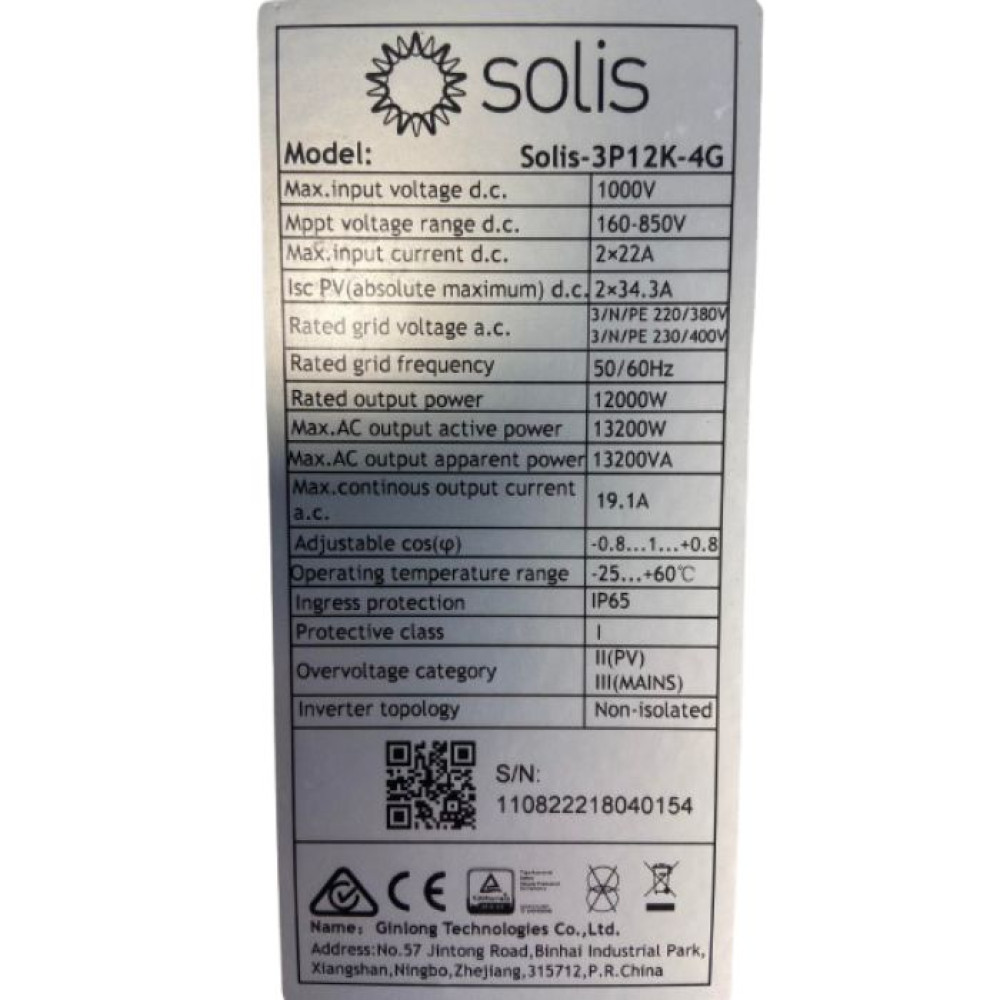 solis
Model: Solis-3P12K-4G
Max.input voltage d.c. 1000V
Mppt voltage range d.c. 160-850V
Max.input current d.c. 2×22A
Isc PV(absolute maximum) d.c. 2×34.3A
Rated grid voltage a.c. 3/N/PE 220/380V
3/N/PE 230/400V
Rated grid frequency 50/60Hz
Rated output power 12000W
Max.AC output active power 13200W
Max.AC output apparent power 13200VA
Max.continous output current
a.c. 19.1A
Adjustable cos(φ) -0.8...1...+0.8
Operating temperature range -25...+60℃
Ingress protection IP65
Protective class I
Overvoltage category II(PV)
III(MAINS)
Inverter topology Non-isolated
S/N:
110822218040154
CE
Name: Ginlong Technologies Co.,Ltd.
Address:No.57 Jintong Road,Binhai Industrial Park,
Xiangshan,Ningbo,Zhejiang,315712,P.R.China